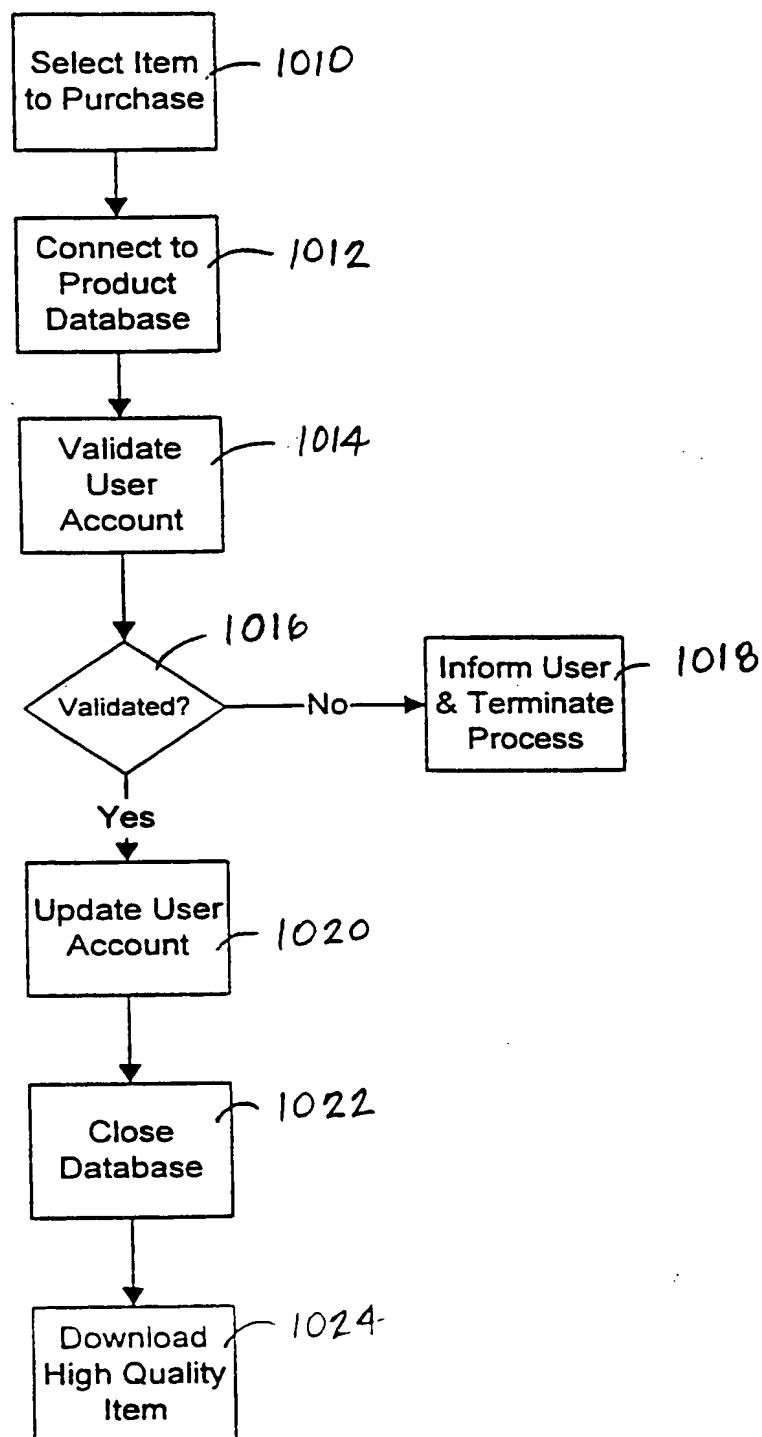 Select Item
to Purchase
1010
Connect to
Product
Database
1012
Validate
User
Account
1014
1016
Validated?
No
Inform User
& Terminate
Process
1018
Yes
Update User
Account
1020
Close
Database
1022
Download
High Quality
Item
1024